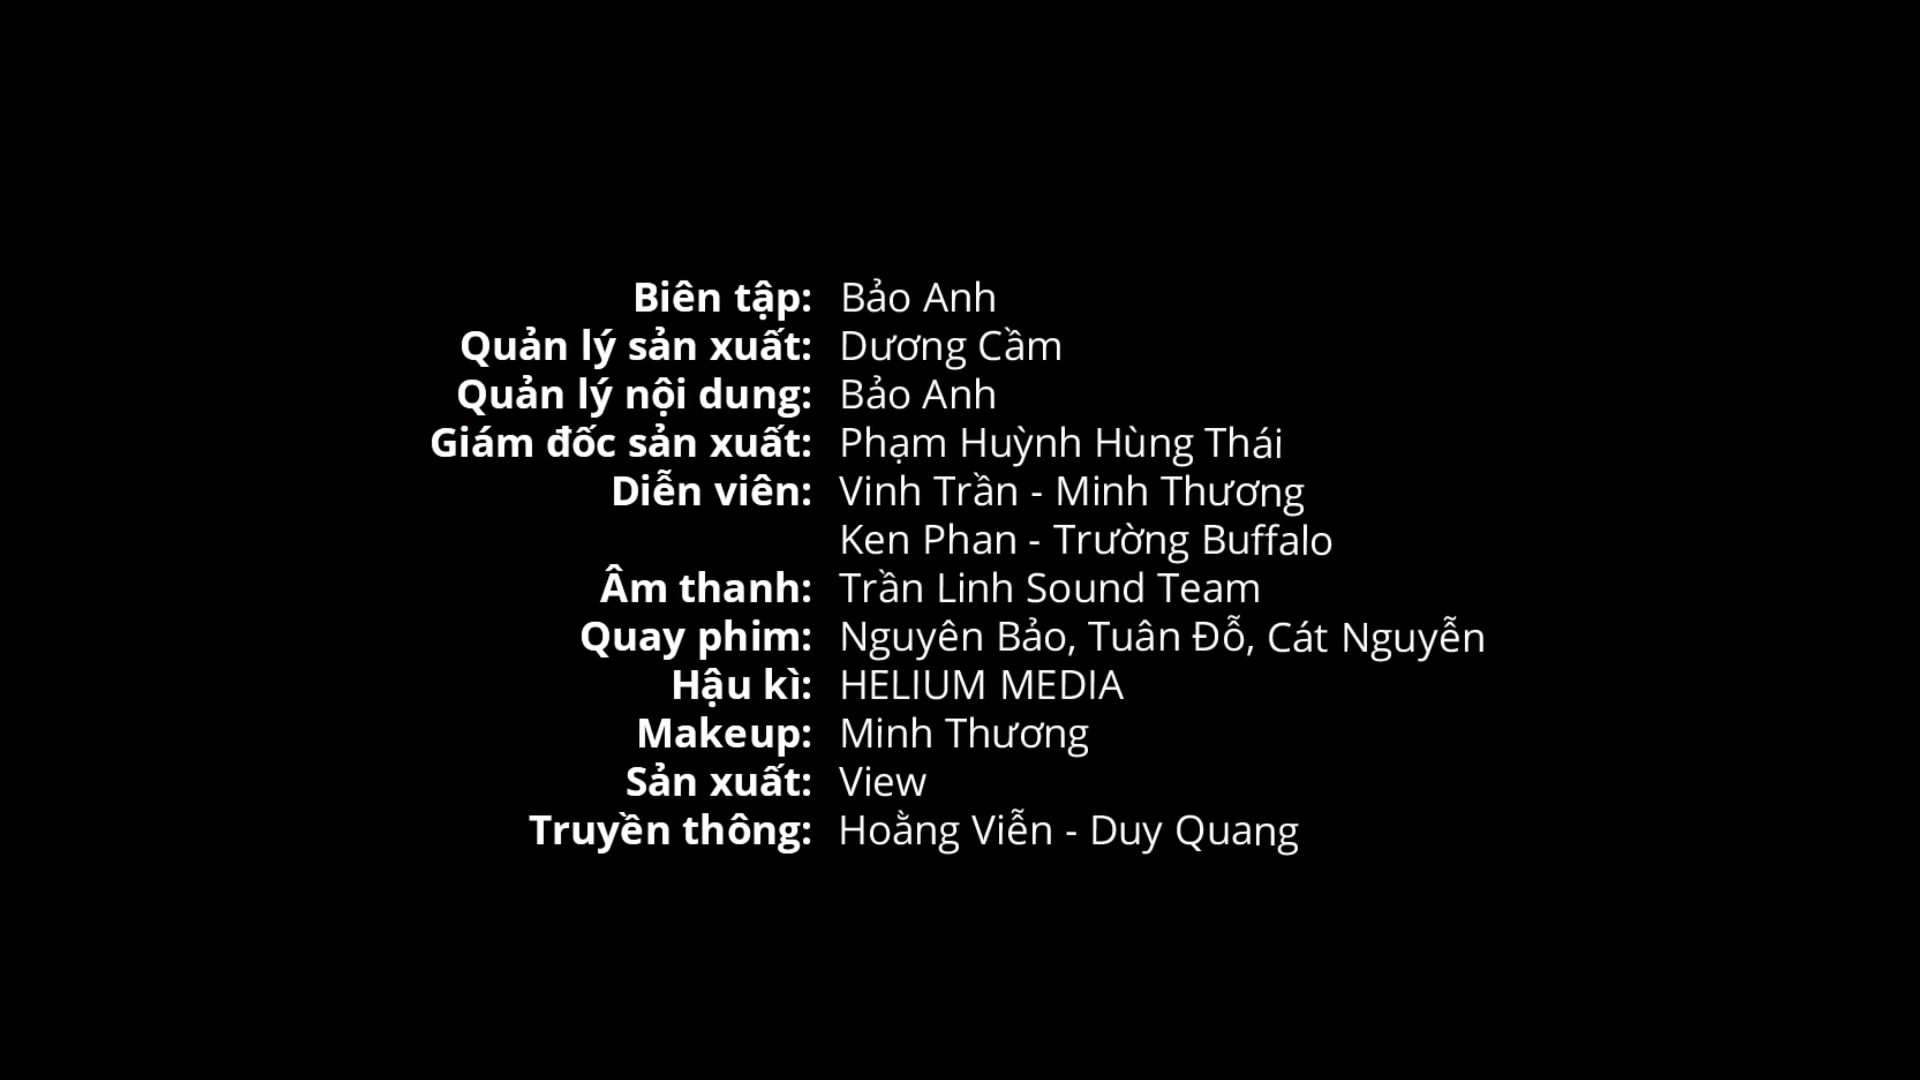 Biên tập: Bảo Anh
Quản lý sản xuất: Dương Cầm
Quản lý nội dung: Bảo Anh
Giám đốc sản xuất: Phạm Huỳnh Hùng Thái
Diễn viên: Vinh Trần - Minh Thương
Ken Phan - Trường Buffalo
Âm thanh: Trần Linh Sound Team
Quay phim: Nguyên Bảo, Tuân Đỗ, Cát Nguyễn
Hậu kì: HELIUM MEDIA
Makeup: Minh Thương
Sản xuất: View
Truyền thông: Hoằng Viễn - Duy Quang